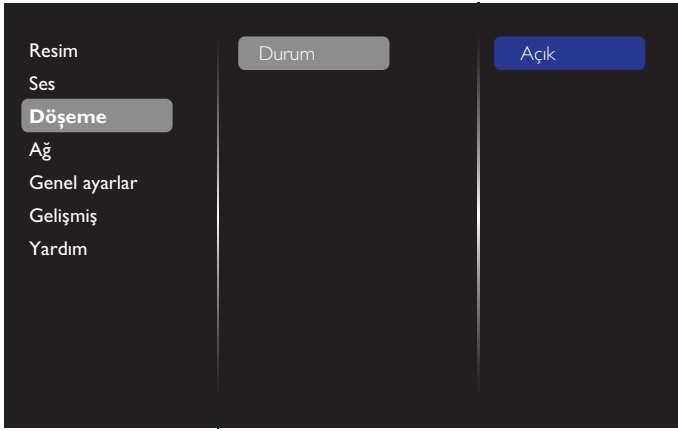 Resim
Ses
Döşeme
Ağ
Genel ayarlar
Gelişmiş
Yardım
Durum
Açık